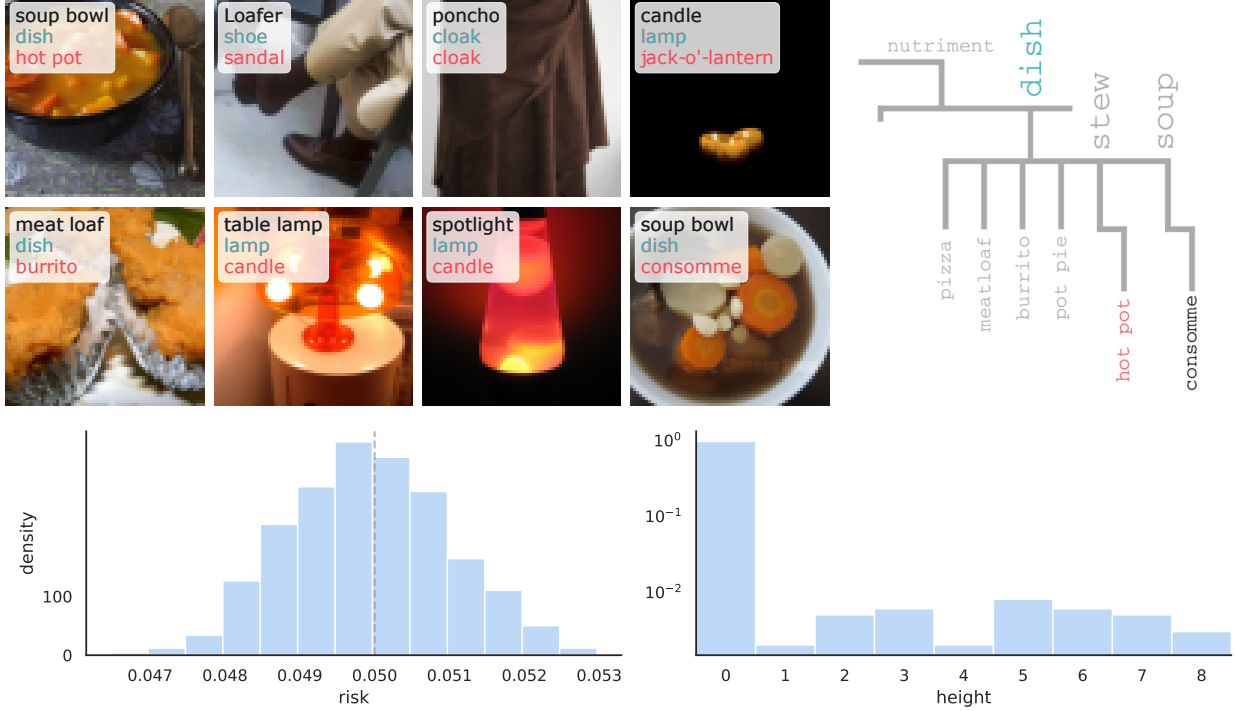 soup bowl
dish
hot pot
Loafer
shoe
sandal
poncho
cloak
cloak
candle
lamp
jack-o'-lantern
meat loaf
dish
burrito
table lamp
lamp
candle
spotlight
lamp
candle
soup bowl
dish
consomme
nutriment
dish
stew
soup
pizza
meatloaf
burrito
pot pie
hot pot
consomme
density
100
0
0.047 0.048 0.049 0.050 0.051 0.052 0.053
risk
10⁰
10⁻¹
10⁻²
0 1 2 3 4 5 6 7 8
height